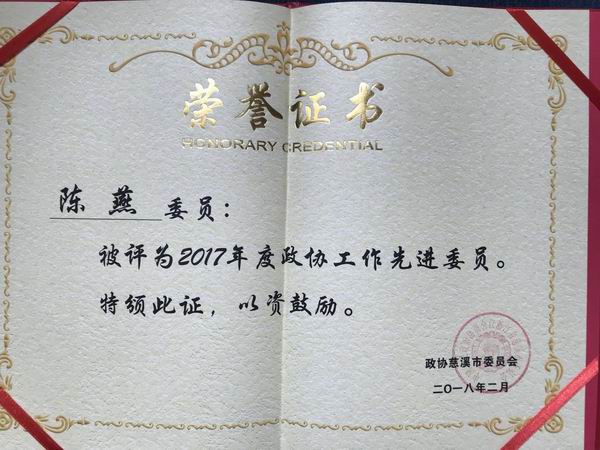 荣誉证书
HONORARY CREDENTIAL
陈燕 委员：
被评为2017年度政协工作先进委员。
特颁此证，以资鼓励。
政协慈溪市委员会
二〇一八年二月